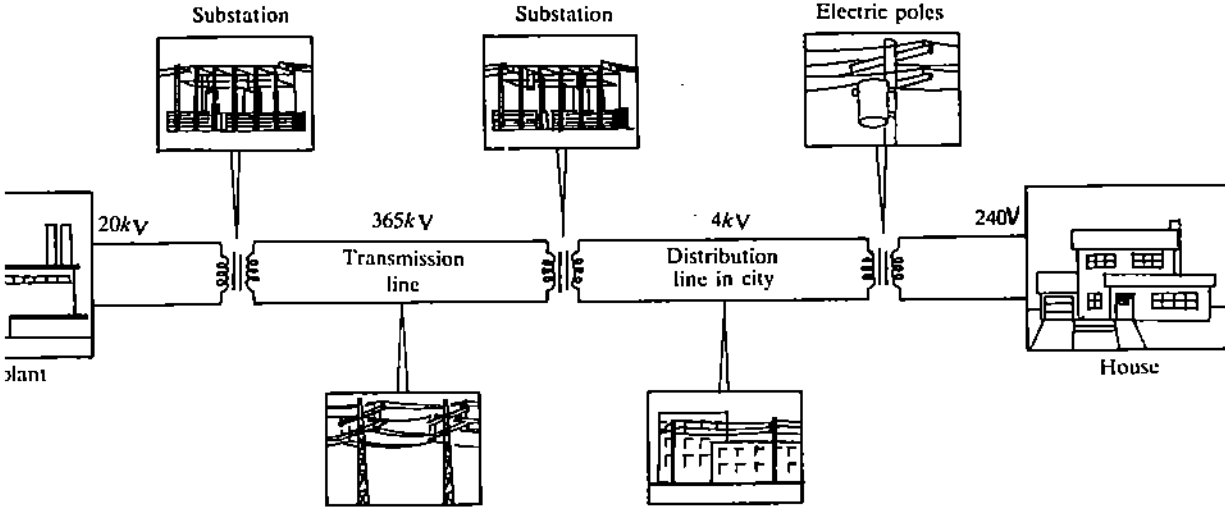 Substation
Substation
Electric poles
20kV
365kV
4kV
240V
Transmission
line
Distribution
line in city
plant
House